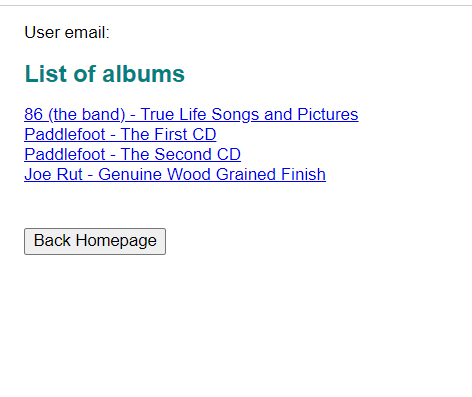 User email:
List of albums
86 (the band) - True Life Songs and Pictures
Paddlefoot - The First CD
Paddlefoot - The Second CD
Joe Rut - Genuine Wood Grained Finish
Back Homepage